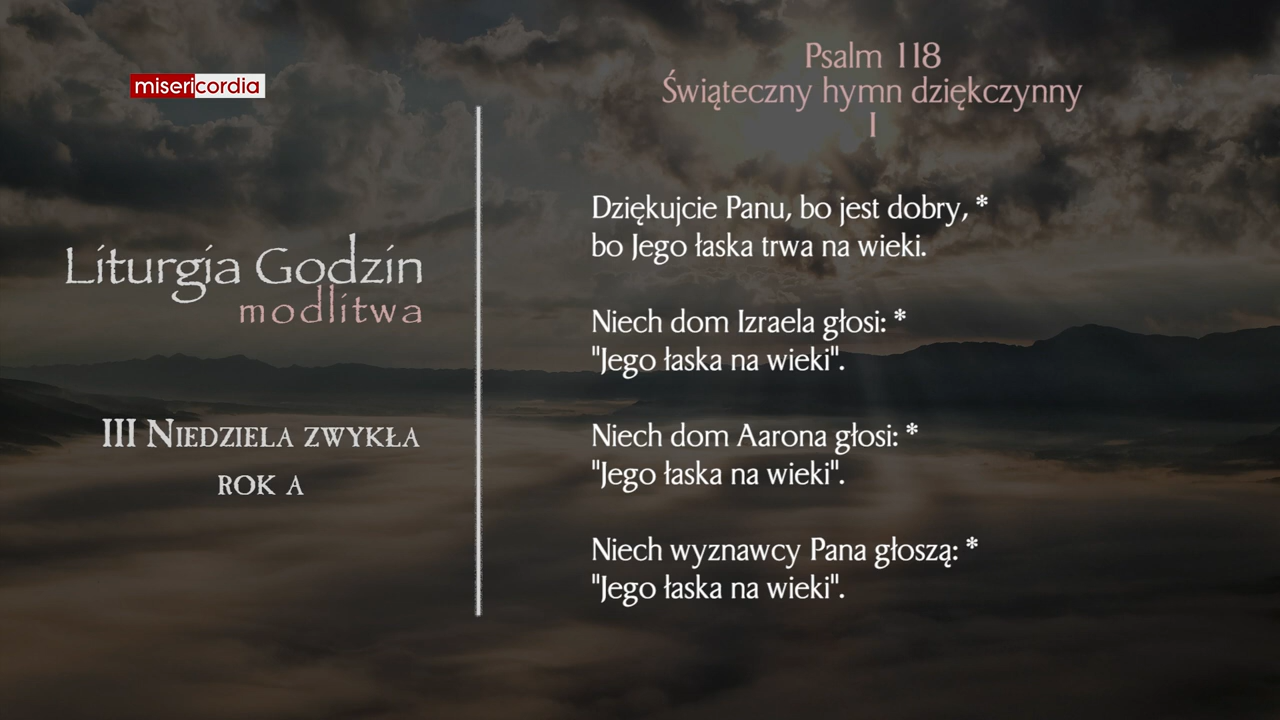 misericordia
Liturgia Godzin
modlitwa
III Niedziela zwykła
rok A
Psalm 118
Świąteczny hymn dziękczynny
I
Dziękujcie Panu, bo jest dobry, *
bo Jego łaska trwa na wieki.
Niech dom Izraela głosi: *
"Jego łaska na wieki".
Niech dom Aarona głosi: *
"Jego łaska na wieki".
Niech wyznawcy Pana głoszą: *
"Jego łaska na wieki".